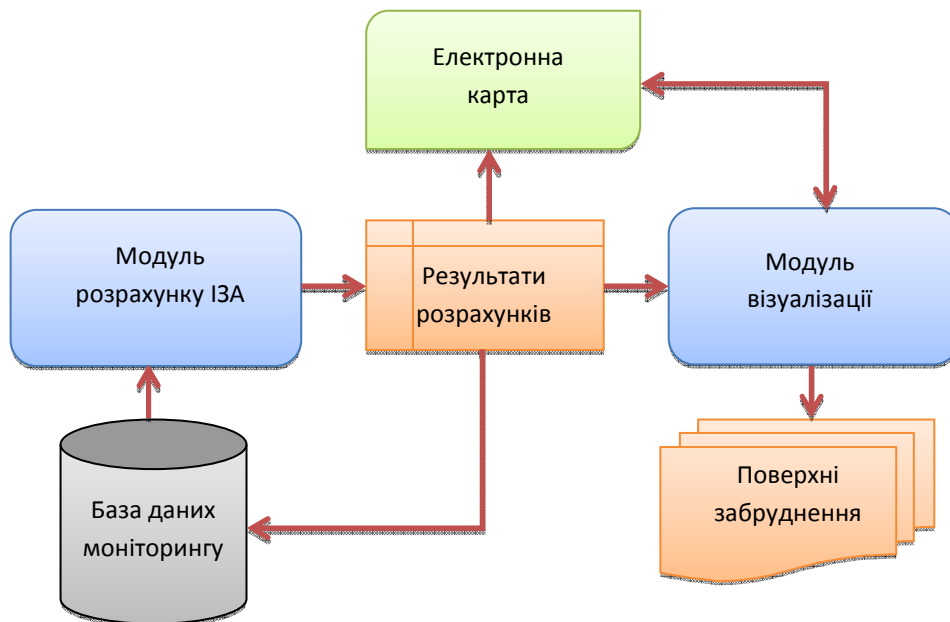 Електронна
карта
Модуль
розрахунку ІЗА
Результати
розрахунків
Модуль
візуалізації
База даних
моніторингу
Поверхні
забруднення